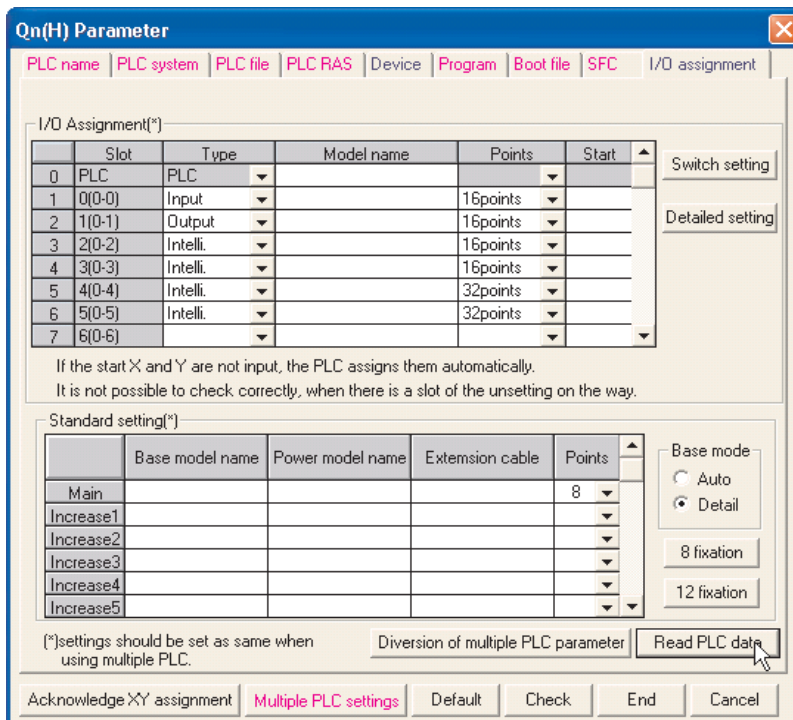 Qn(H) Parameter
PLC name PLC system PLC file PLC RAS Device Program Boot file SFC I/O assignment
I/O Assignment(*)
Slot Type Model name Points Start
0 PLC PLC
1 0(0-0) Input 16points
2 1(0-1) Output 16points
3 2(0-2) Intelli. 16points
4 3(0-3) Intelli. 16points
5 4(0-4) Intelli. 32points
6 5(0-5) Intelli. 32points
7 6(0-6)
Switch setting
Detailed setting
If the start X and Y are not input, the PLC assigns them automatically.
It is not possible to check correctly, when there is a slot of the unsetting on the way.
Standard setting(*)
Base model name Power model name Extemsion cable Points
Main 8
Increase1
Increase2
Increase3
Increase4
Increase5
Base mode
Auto
Detail
8 fixation
12 fixation
(*)settings should be set as same when
using multiple PLC.
Diversion of multiple PLC parameter Read PLC data
Acknowledge XY assignment Multiple PLC settings Default Check End Cancel